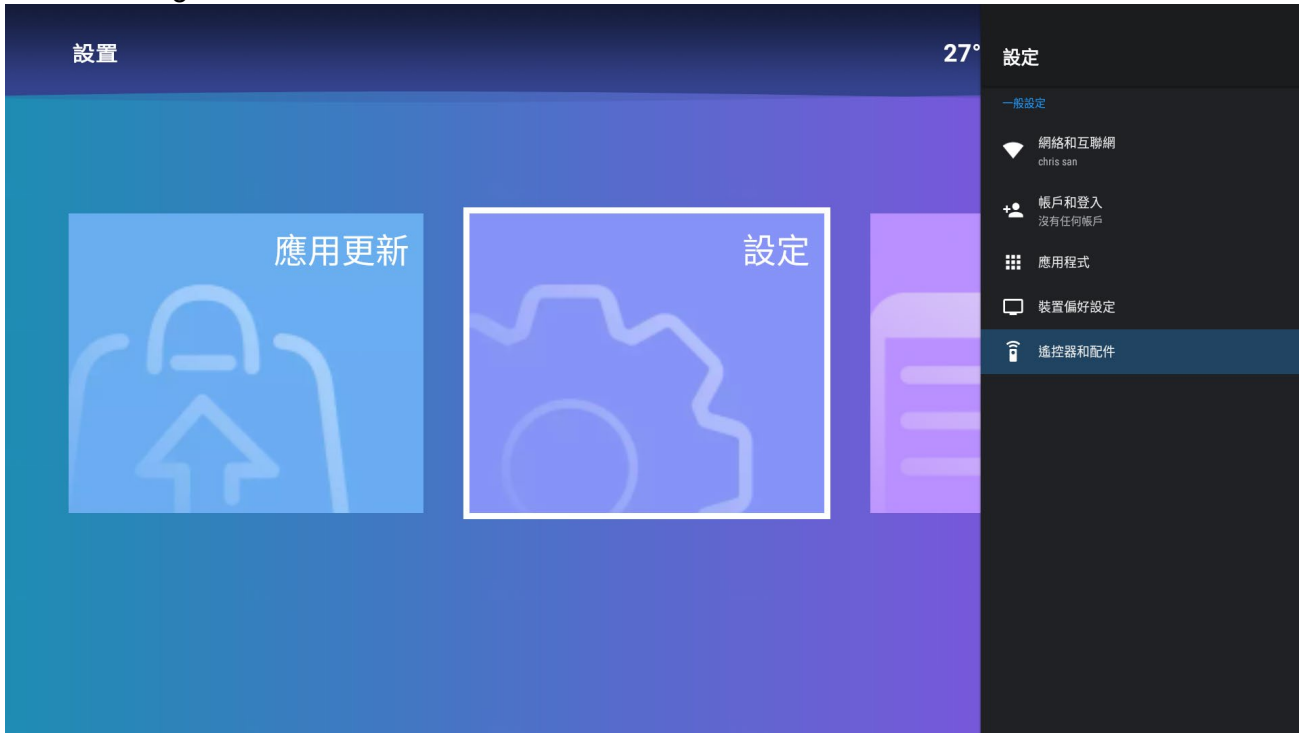 設置
27°
應用更新
設定
設定
一般設定
網絡和互聯網
chris san
帳戶和登入
沒有任何帳戶
應用程式
裝置偏好設定
遙控器和配件